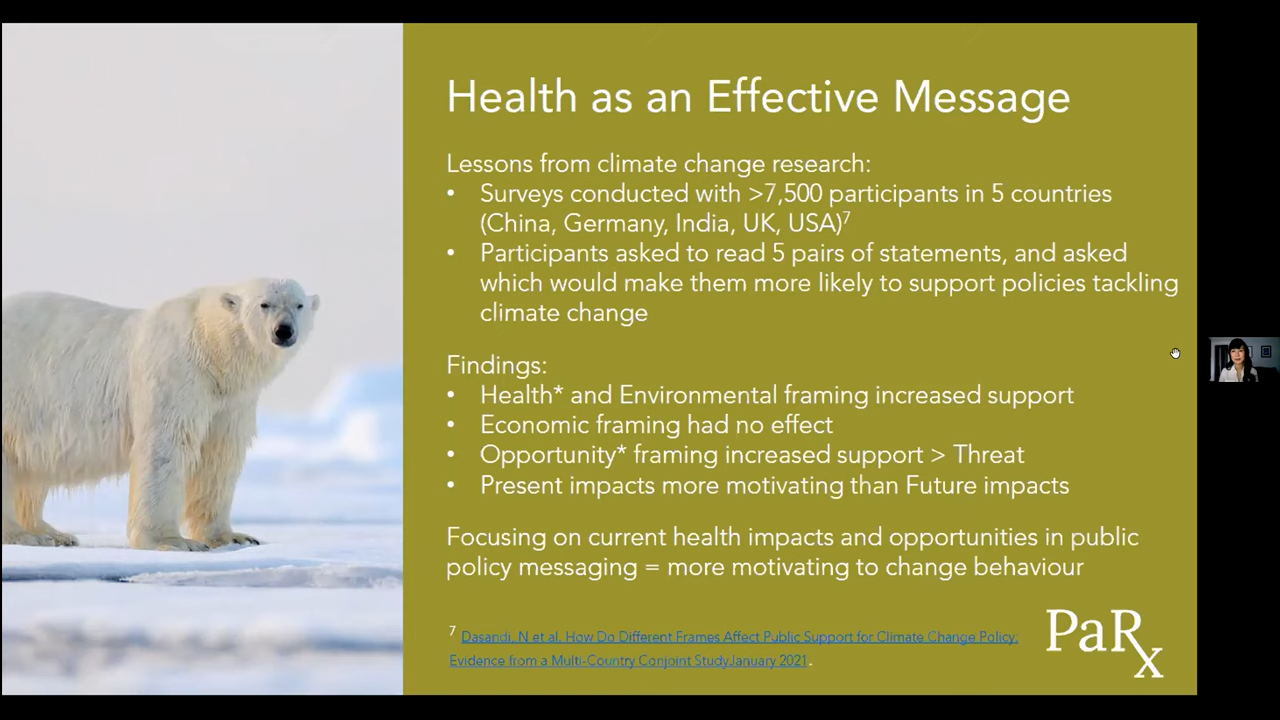 Health as an Effective Message
Lessons from climate change research:
• Surveys conducted with >7,500 participants in 5 countries
(China, Germany, India, UK, USA)7
• Participants asked to read 5 pairs of statements, and asked
which would make them more likely to support policies tackling
climate change
Findings:
• Health* and Environmental framing increased support
• Economic framing had no effect
• Opportunity* framing increased support > Threat
• Present impacts more motivating than Future impacts
Focusing on current health impacts and opportunities in public
policy messaging = more motivating to change behaviour
7 Dasandi, N et al. How Do Different Frames Affect Public Support for Climate Change Policy:
Evidence from a Multi-Country Conjoint StudyJanuary 2021.
PaRx